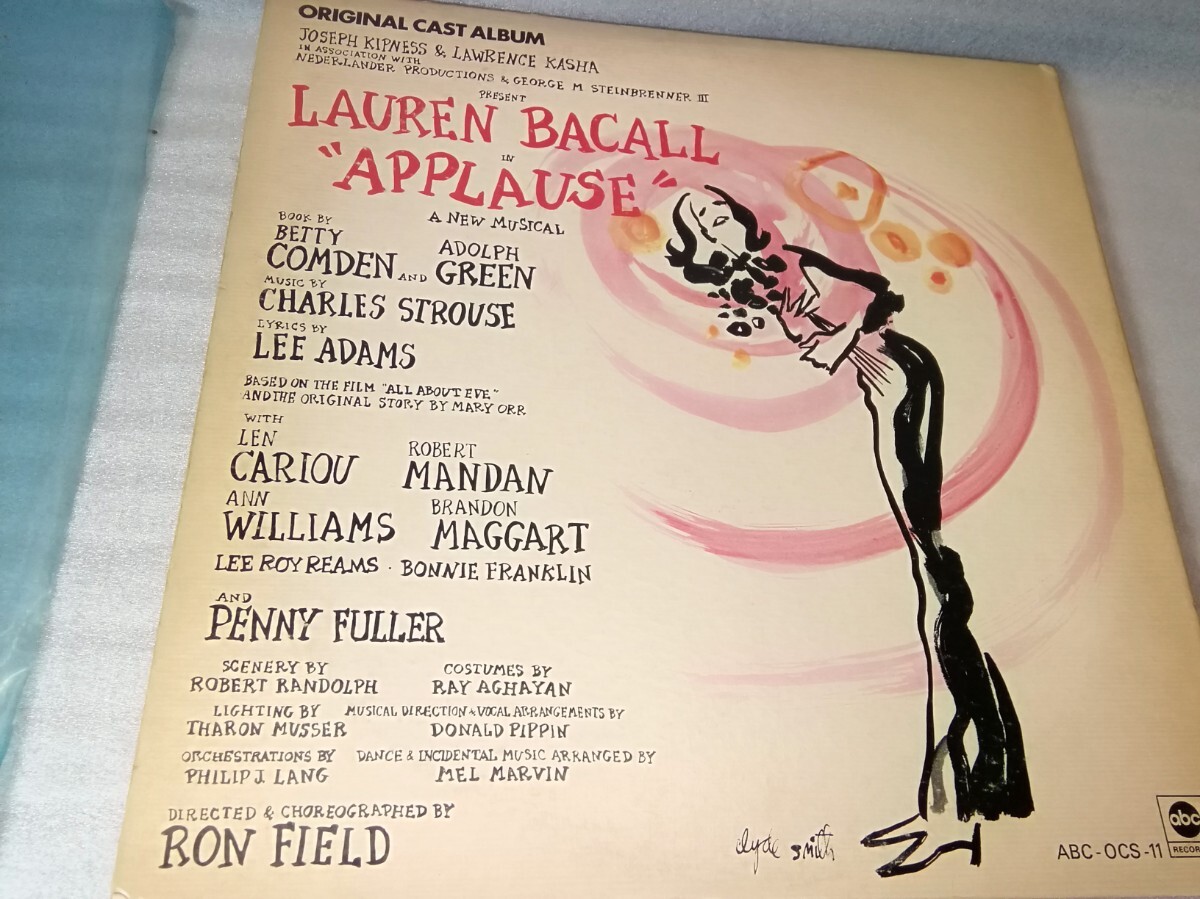 ORIGINAL CAST ALBUM
JOSEPH KIPNESS & LAWRENCE KASHA
IN ASSOCIATION WITH
NEDERLANDER PRODUCTIONS & GEORGE M STEINBRENNER III
PRESENT
LAUREN BACALL
IN
"APPLAUSE"
A NEW MUSICAL
BOOK BY
BETTY COMDEN AND ADOLPH GREEN
MUSIC BY
CHARLES STROUSE
LYRICS BY
LEE ADAMS
BASED ON THE FILM "ALL ABOUT EVE"
AND THE ORIGINAL STORY BY MARY ORR
WITH
LEN CARIOU
ROBERT MANDAN
ANN WILLIAMS
BRANDON MAGGART
LEE ROY REAMS · BONNIE FRANKLIN
AND
PENNY FULLER
SCENERY BY
ROBERT RANDOLPH
COSTUMES BY
RAY AGHAYAN
LIGHTING BY
THARON MUSSER
MUSICAL DIRECTION & VOCAL ARRANGEMENTS BY
DONALD PIPPIN
ORCHESTRATIONS BY
PHILIP J. LANG
DANCE & INCIDENTAL MUSIC ARRANGED BY
MEL MARVIN
DIRECTED & CHOREOGRAPHED BY
RON FIELD
clyde smith
ABC-OCS-11
abc